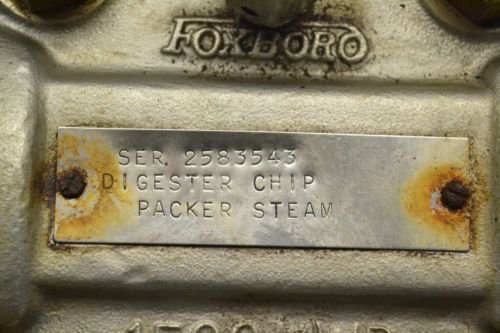 FOXBORO
SER. 2583543
DIGESTER CHIP
PACKER STEAM